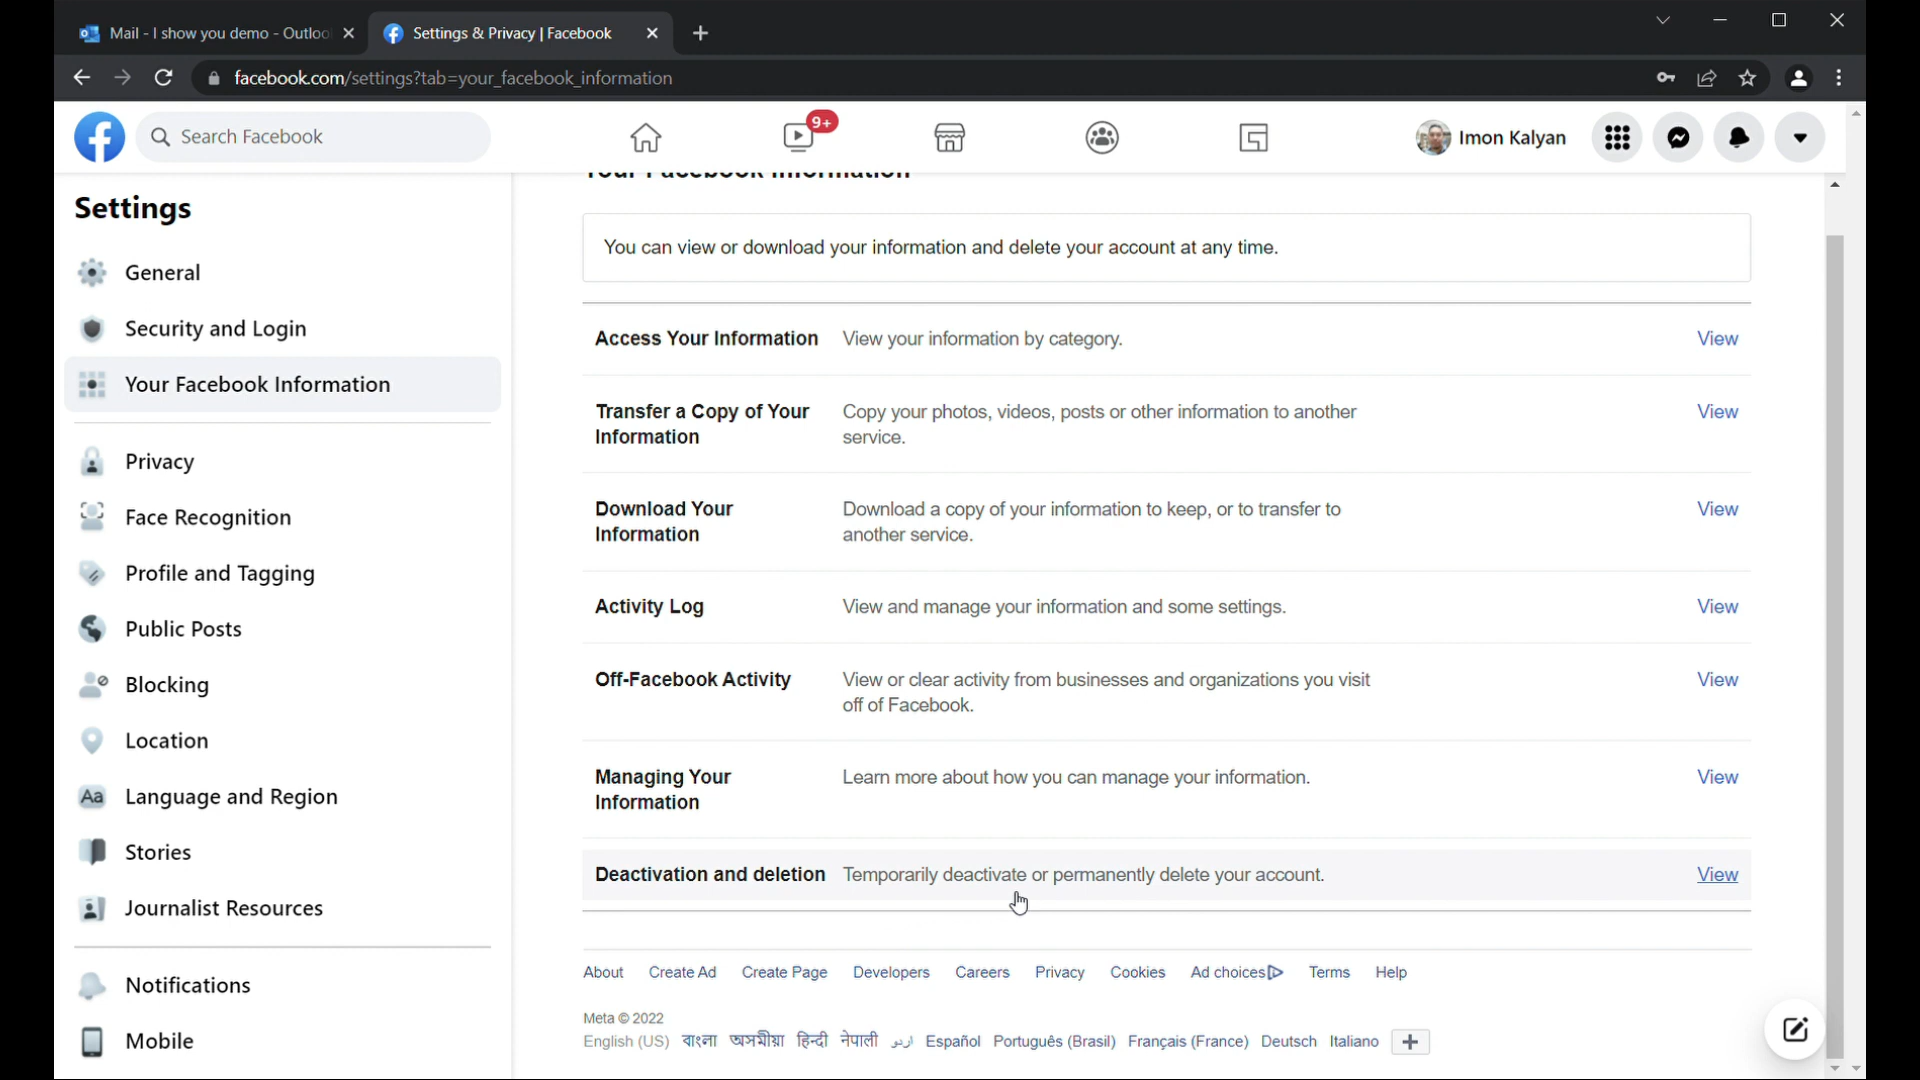 Mail - I show you demo - Outloo
Settings & Privacy | Facebook
facebook.com/settings?tab=your_facebook_information
Search Facebook
9+
Imon Kalyan
Your Facebook Information
Settings
General
Security and Login
Your Facebook Information
Privacy
Face Recognition
Profile and Tagging
Public Posts
Blocking
Location
Aa Language and Region
Stories
Journalist Resources
Notifications
Mobile
You can view or download your information and delete your account at any time.
Access Your Information View your information by category. View
Transfer a Copy of Your Copy your photos, videos, posts or other information to another View
Information service.
Download Your Download a copy of your information to keep, or to transfer to View
Information another service.
Activity Log View and manage your information and some settings. View
Off-Facebook Activity View or clear activity from businesses and organizations you visit View
off of Facebook.
Managing Your Learn more about how you can manage your information. View
Information
Deactivation and deletion Temporarily deactivate or permanently delete your account. View
About Create Ad Create Page Developers Careers Privacy Cookies Ad choices Terms Help
Meta © 2022
English (US) বাংলা অসমীয়া हिन्दी नेपाली اردو Español Português (Brasil) Français (France) Deutsch Italiano +